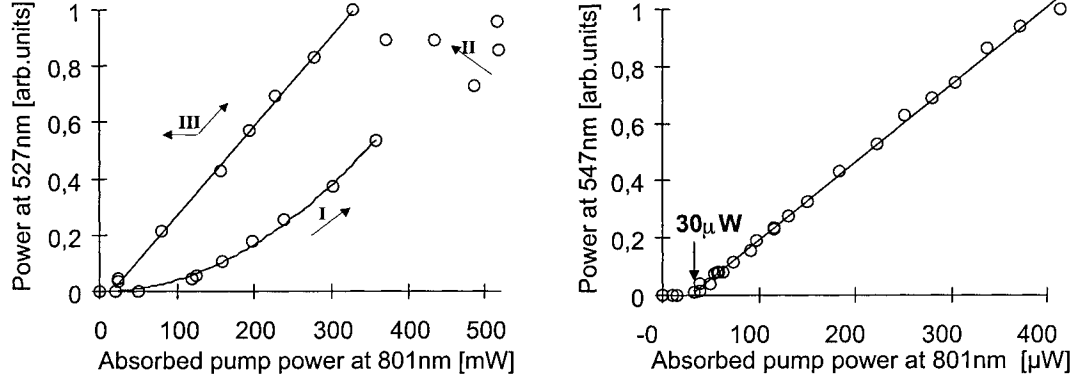 Power at 527nm [arb.units]
1
0,8
0,6
0,4
0,2
0
III
II
I
0 100 200 300 400 500
Absorbed pump power at 801nm [mW]
Power at 547nm [arb.units]
1
0,8
0,6
0,4
0,2
0
30μW
-0 100 200 300 400
Absorbed pump power at 801nm [μW]